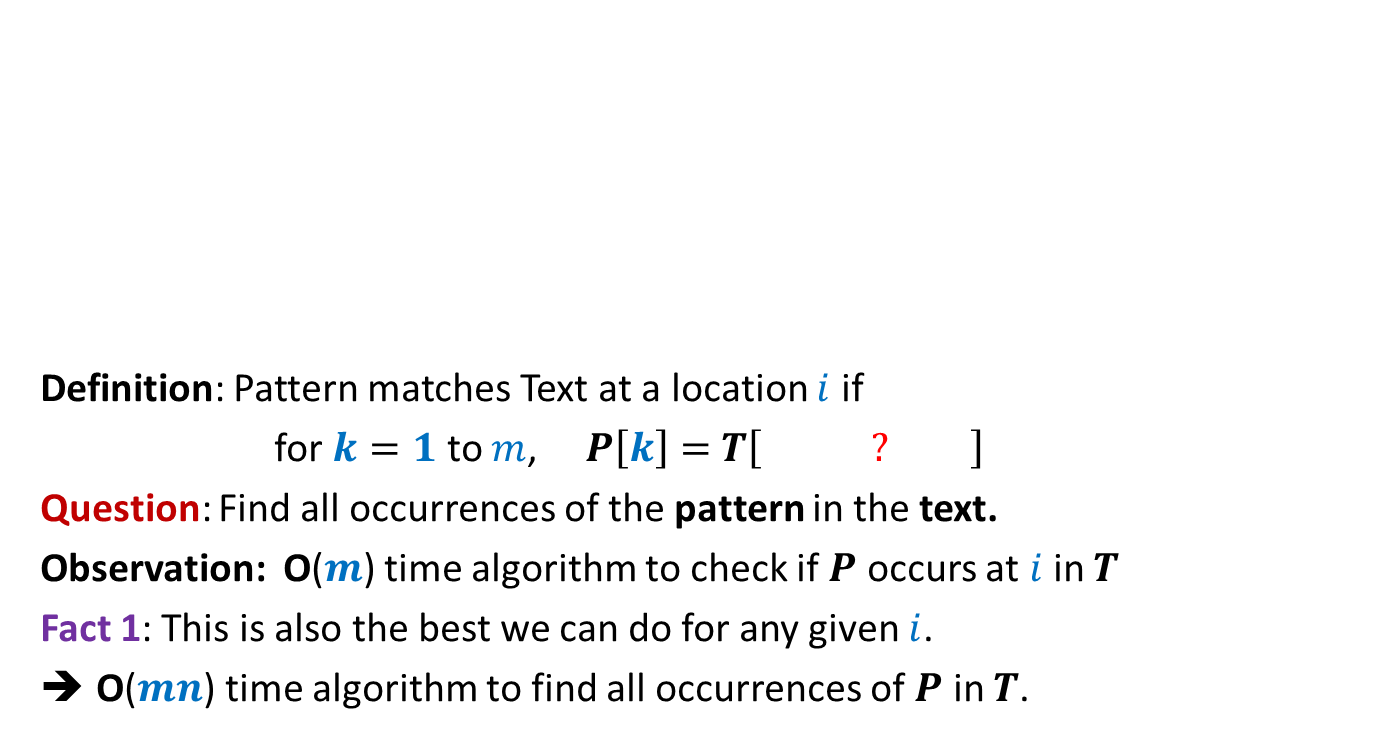 Definition: Pattern matches Text at a location i if
for k = 1 to m, P[k] = T[ ? ]
Question: Find all occurrences of the pattern in the text.
Observation: O(m) time algorithm to check if P occurs at i in T
Fact 1: This is also the best we can do for any given i.
➔ O(mn) time algorithm to find all occurrences of P in T.